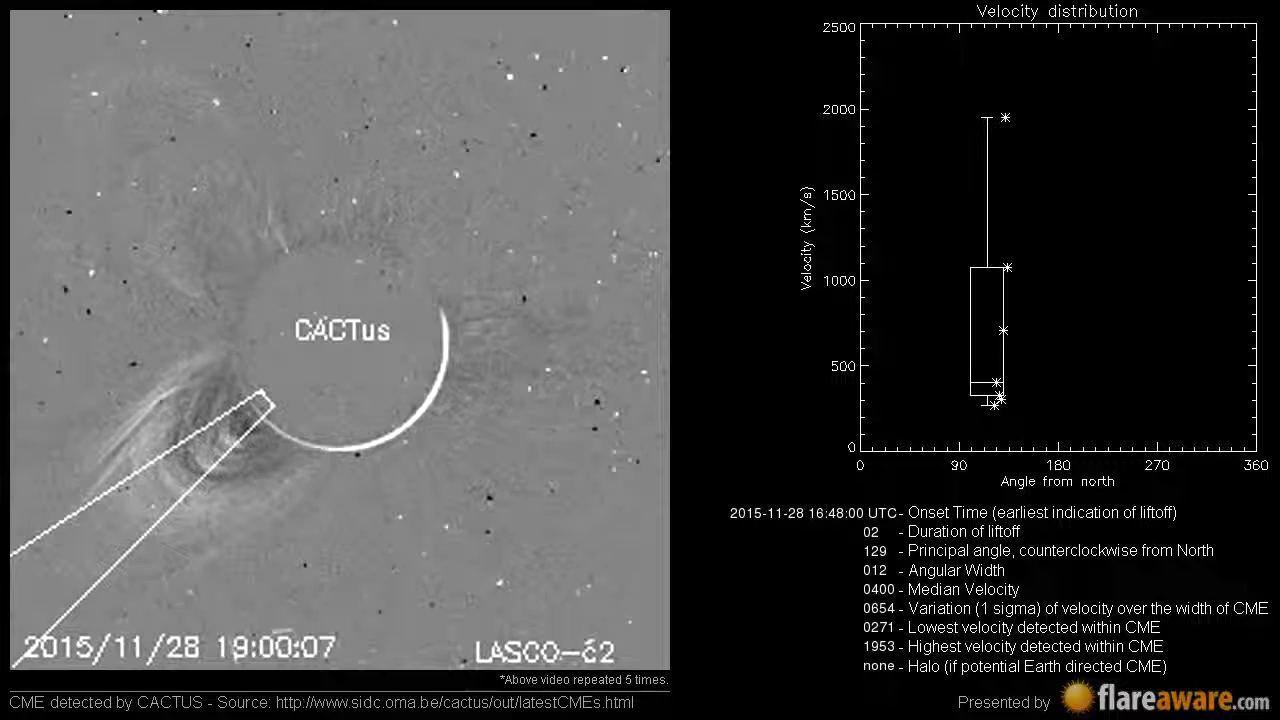 CACTus
2015/11/28 19:00:07
LASCO-C2
*Above video repeated 5 times.
CME detected by CACTUS - Source: http://www.sidc.oma.be/cactus/out/latestCMEs.html
Velocity distribution
2500
2000
1500
1000
500
0
Velocity (km/s)
0 90 180 270 360
Angle from north
2015-11-28 16:48:00 UTC - Onset Time (earliest indication of liftoff)
02 - Duration of liftoff
129 - Principal angle, counterclockwise from North
012 - Angular Width
0400 - Median Velocity
0654 - Variation (1 sigma) of velocity over the width of CME
0271 - Lowest velocity detected within CME
1953 - Highest velocity detected within CME
none - Halo (if potential Earth directed CME)
Presented by flareaware.com